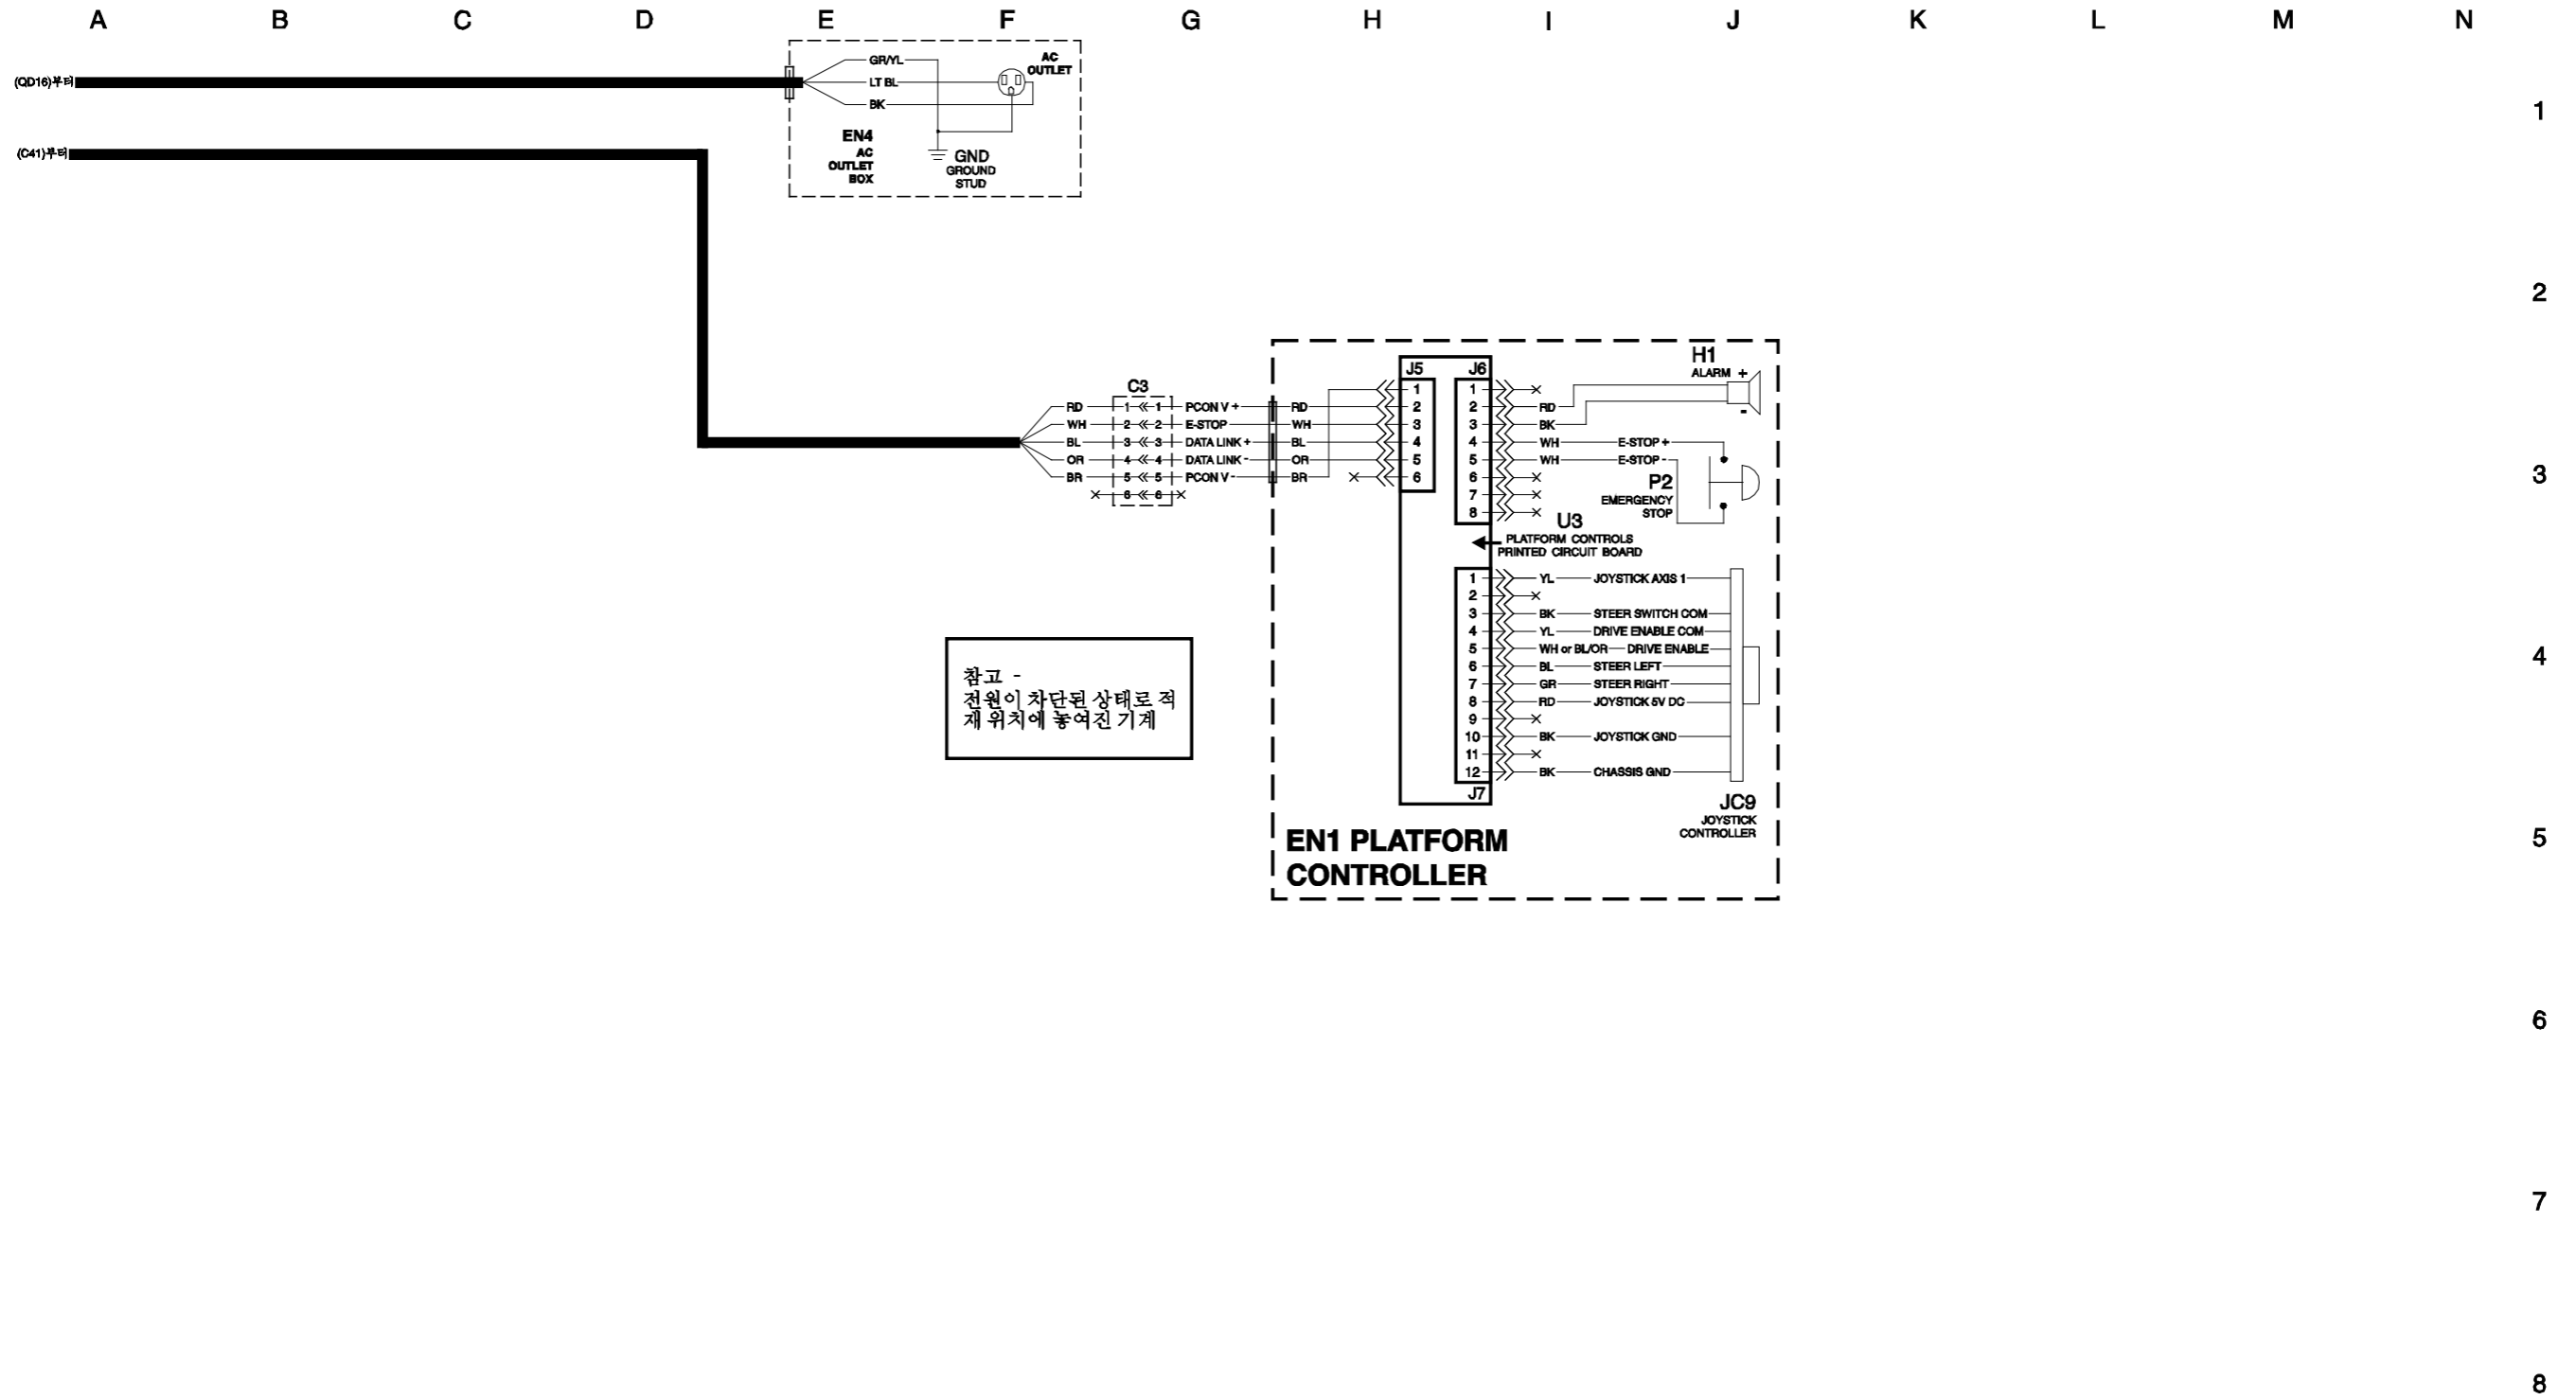 A B C D E F G H I J K L M N
(QD16)부터
GR/YL
LT BL
BK
AC
OUTLET
EN4
AC
OUTLET
BOX
GND
GROUND
STUD
1
(C41)부터
2
C3
RD 1 1 PCON V + RD
WH 2 2 E-STOP WH
BL 3 3 DATA LINK + BL
OR 4 4 DATA LINK - OR
BR 5 5 PCON V - BR
6 6
J5
1
2
3
4
5
6
J6
1
2 RD
3 BK
4 WH E-STOP +
5 WH E-STOP -
6
7
8
H1
ALARM +
-
P2
EMERGENCY
STOP
3
U3
PLATFORM CONTROLS
PRINTED CIRCUIT BOARD
1 YL JOYSTICK AXIS 1
2
3 BK STEER SWITCH COM
4 YL DRIVE ENABLE COM
5 WH or BL/OR DRIVE ENABLE
6 BL STEER LEFT
7 GR STEER RIGHT
8 RD JOYSTICK 5V DC
9
10 BK JOYSTICK GND
11
12 BK CHASSIS GND
J7
JC9
JOYSTICK
CONTROLLER
참고 -
전원이 차단된 상태로 적
재 위치에 놓여진 기계
4
EN1 PLATFORM
CONTROLLER
5
6
7
8